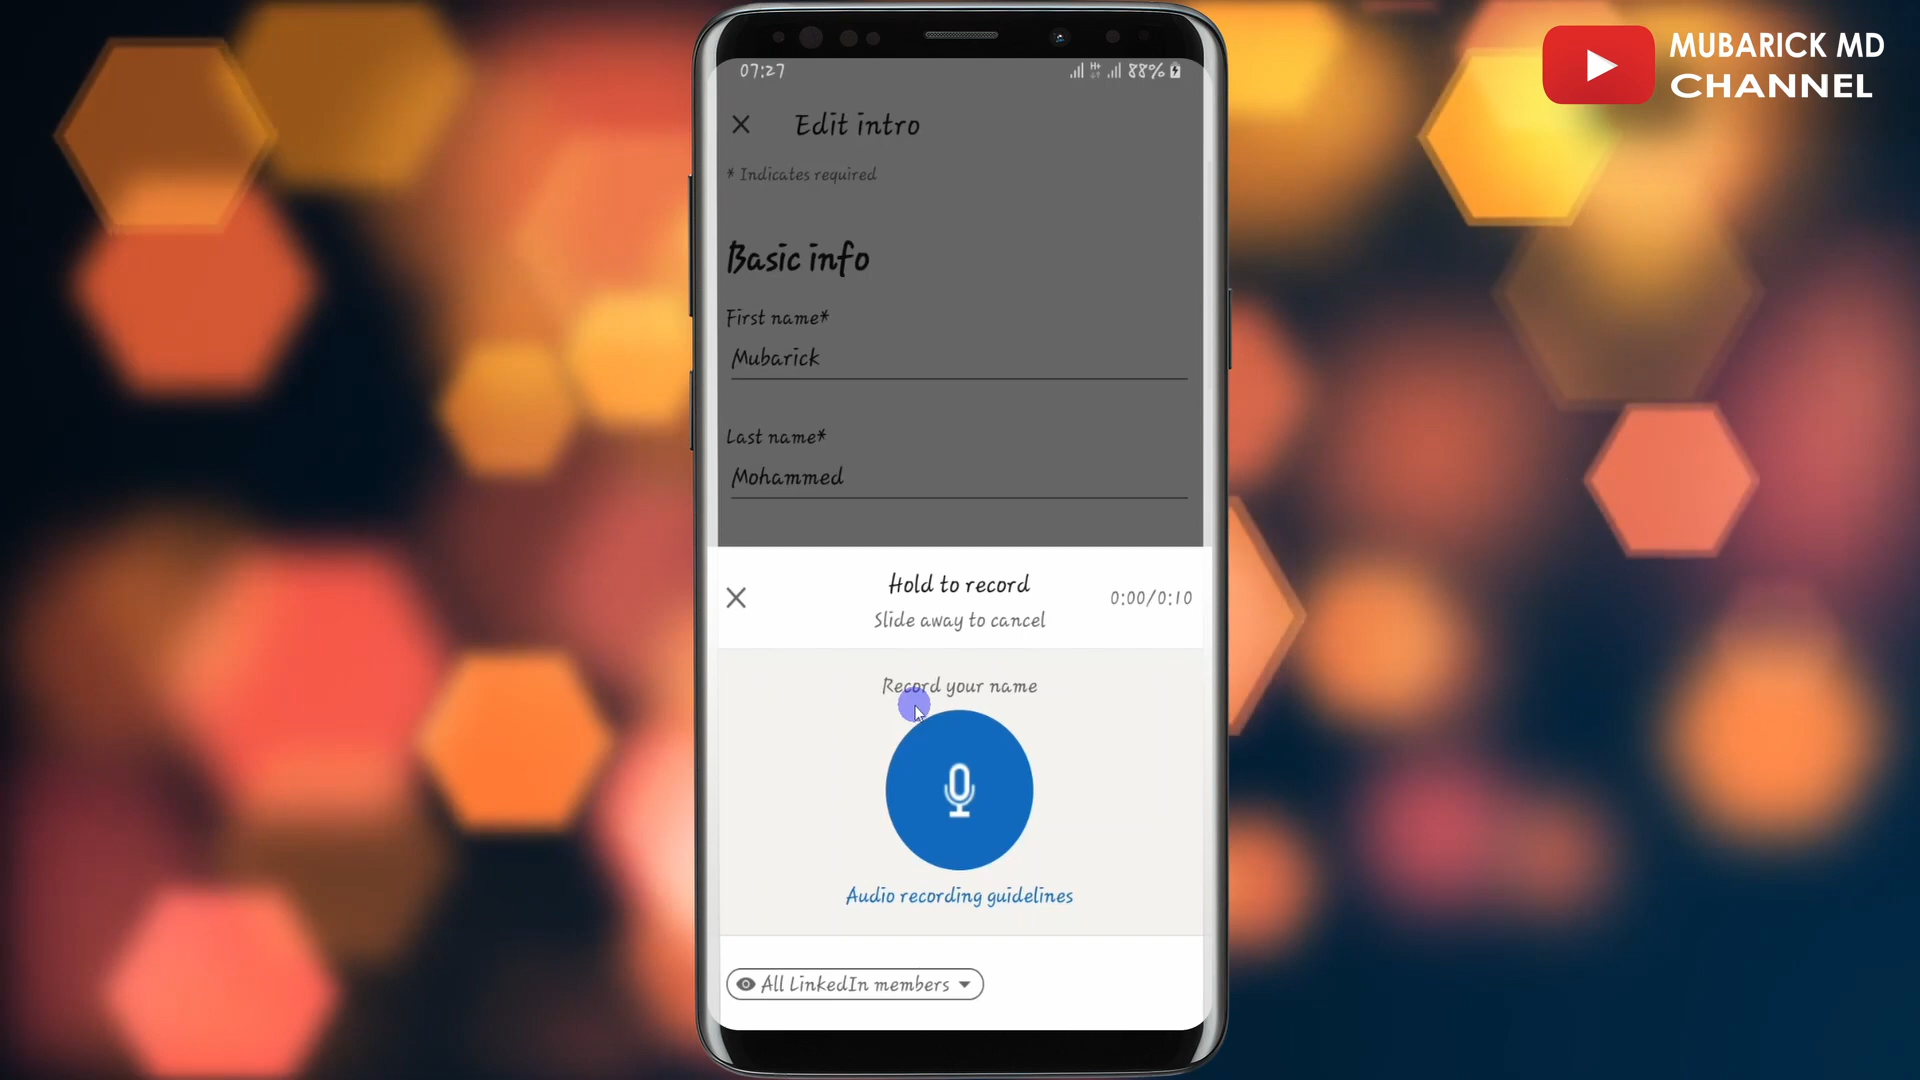 MUBARICK MD
CHANNEL
07:27
88%
Edit intro
* Indicates required
Basic info
First name*
Mubarick
Last name*
Mohammed
Hold to record
0:00/0:10
Slide away to cancel
Record your name
Audio recording guidelines
All LinkedIn members